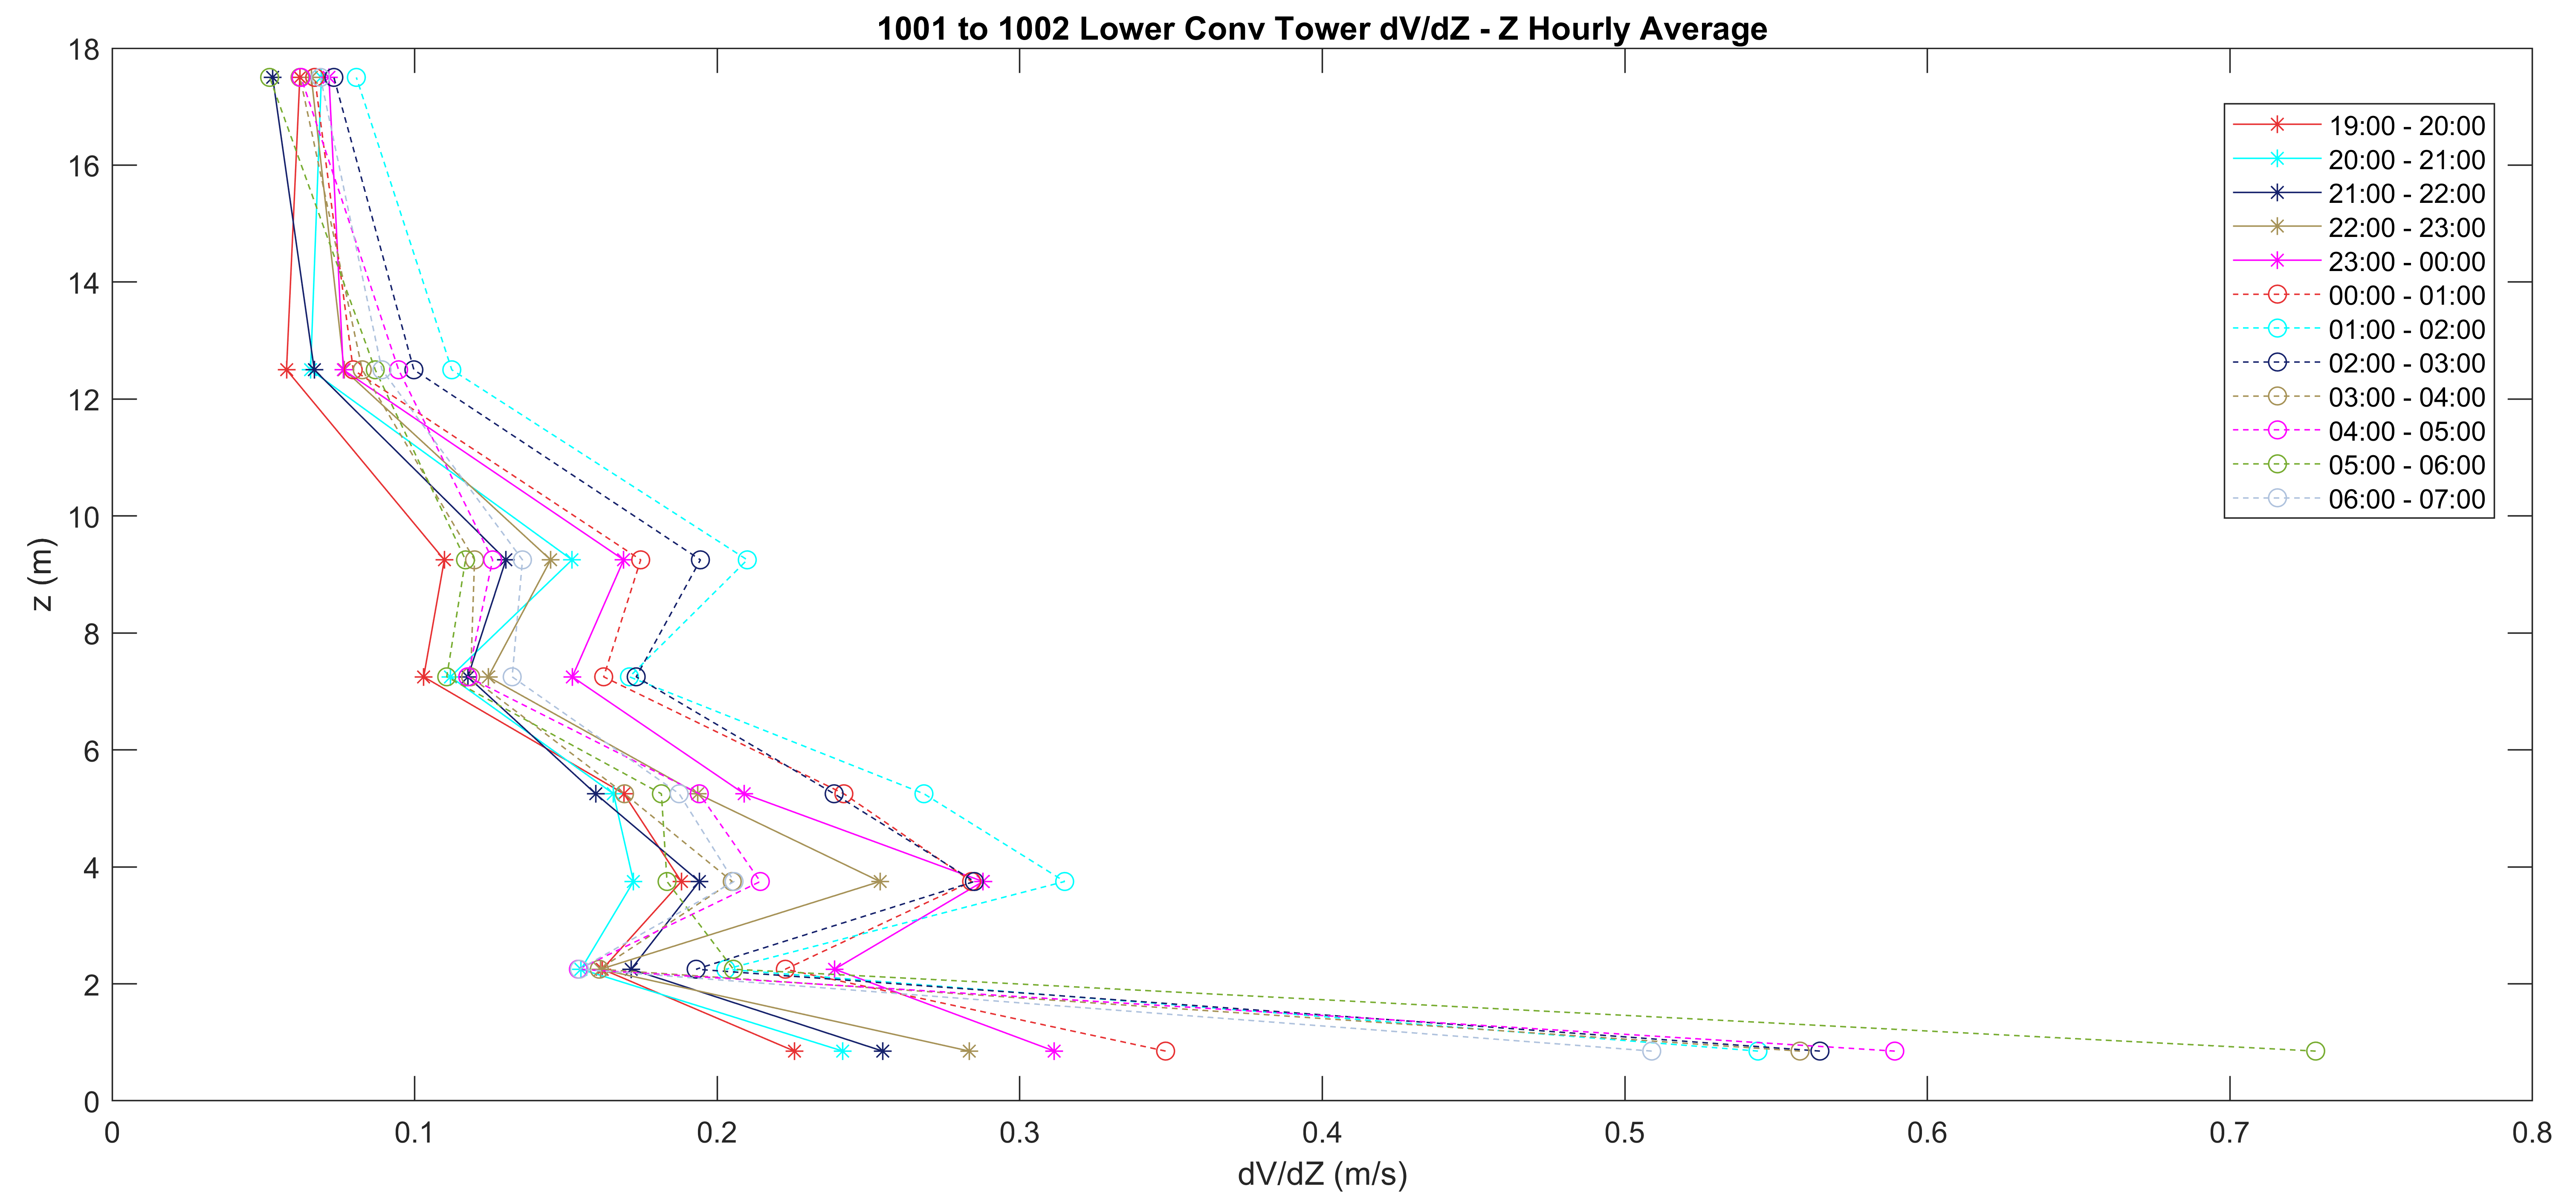 1001 to 1002 Lower Conv Tower dV/dZ - Z Hourly Average
18
16
14
12
10
8
6
4
2
0
z (m)
19:00 - 20:00
20:00 - 21:00
21:00 - 22:00
22:00 - 23:00
23:00 - 00:00
00:00 - 01:00
01:00 - 02:00
02:00 - 03:00
03:00 - 04:00
04:00 - 05:00
05:00 - 06:00
06:00 - 07:00
0 0.1 0.2 0.3 0.4 0.5 0.6 0.7 0.8
dV/dZ (m/s)